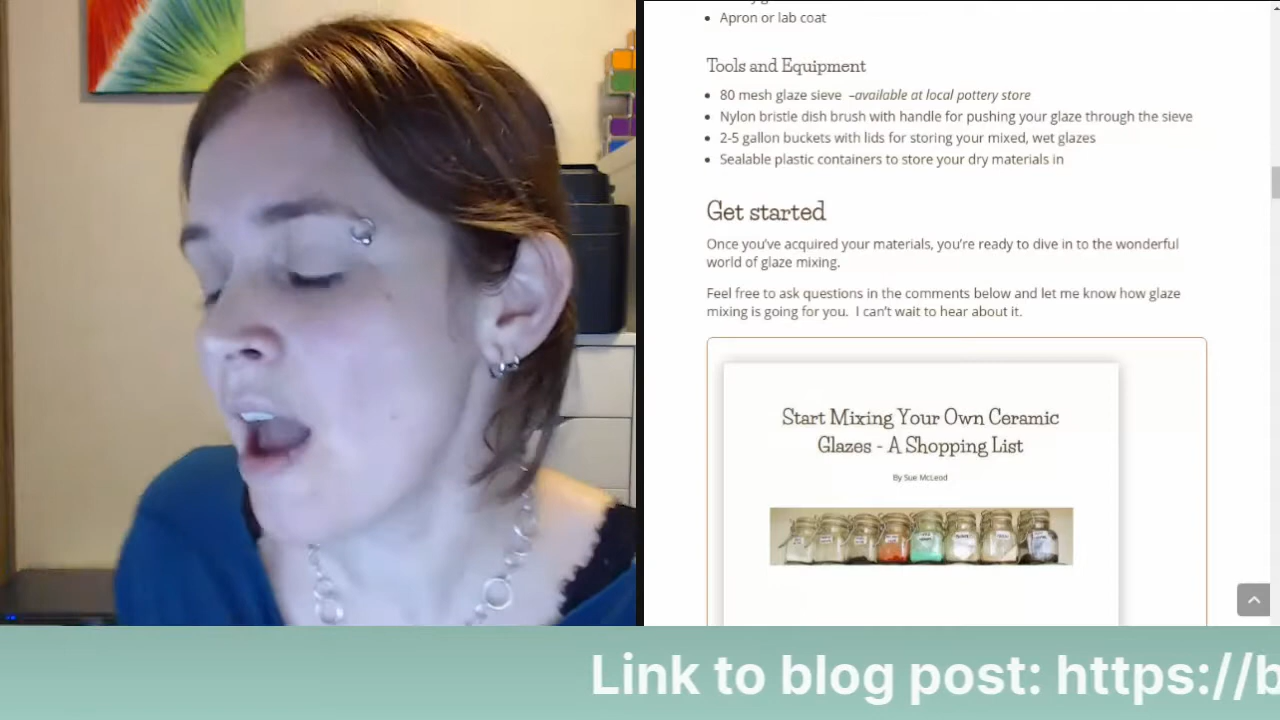 Apron or lab coat
Tools and Equipment
80 mesh glaze sieve –available at local pottery store
Nylon bristle dish brush with handle for pushing your glaze through the sieve
2-5 gallon buckets with lids for storing your mixed, wet glazes
Sealable plastic containers to store your dry materials in
Get started
Once you've acquired your materials, you're ready to dive in to the wonderful
world of glaze mixing.
Feel free to ask questions in the comments below and let me know how glaze
mixing is going for you. I can't wait to hear about it.
Start Mixing Your Own Ceramic
Glazes - A Shopping List
By Sue McLeod
Link to blog post: https://b